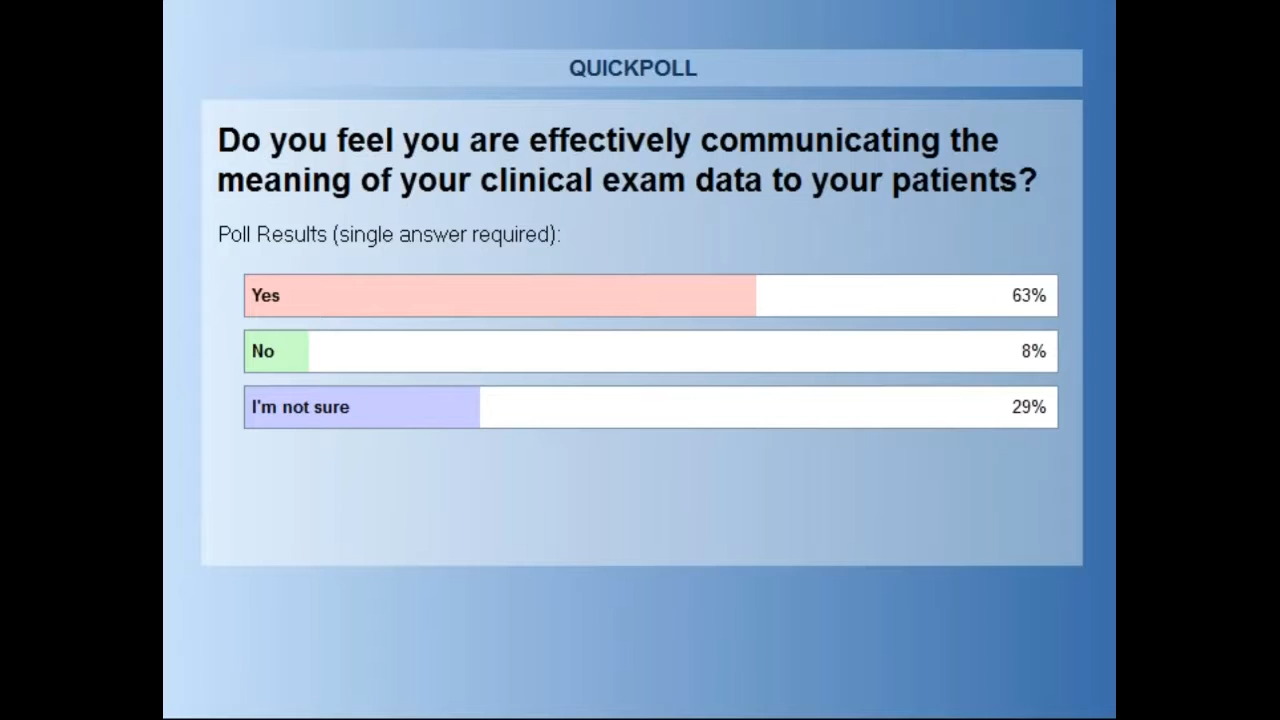 QUICKPOLL
Do you feel you are effectively communicating the
meaning of your clinical exam data to your patients?
Poll Results (single answer required):
Yes 63%
No 8%
I'm not sure 29%